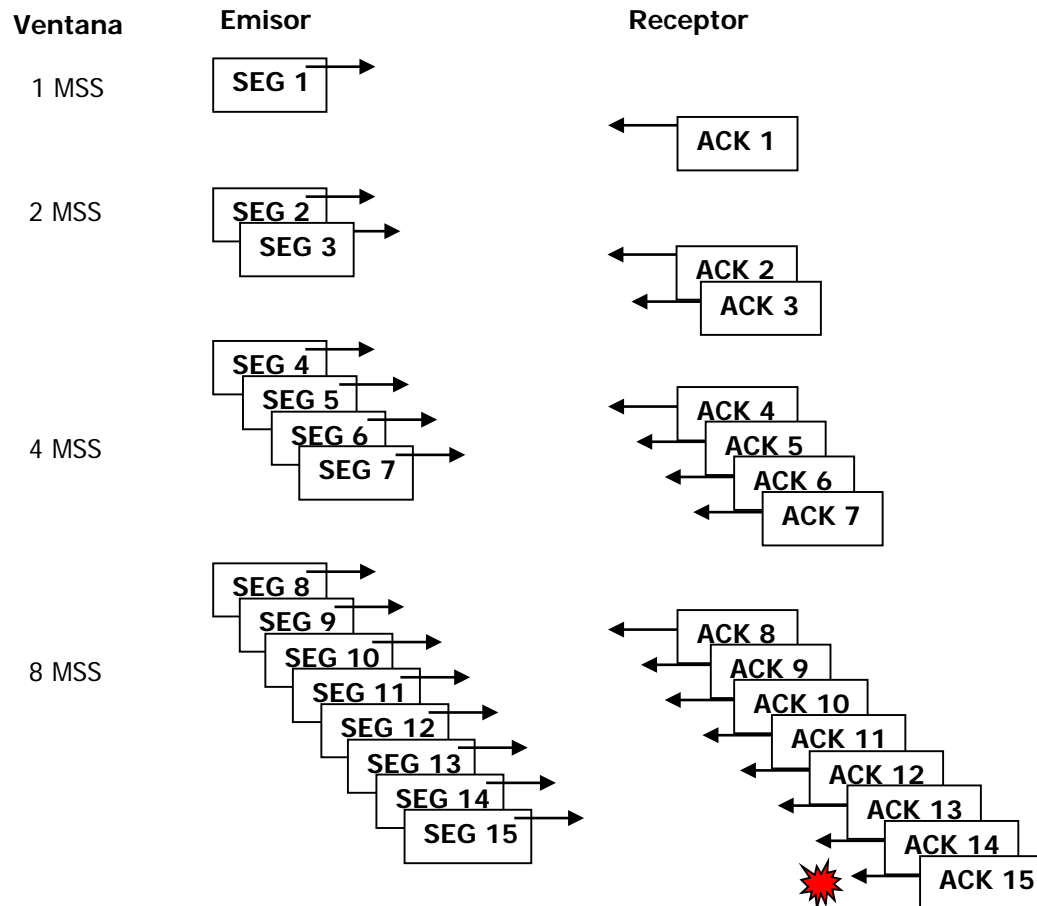 Ventana Emisor Receptor
1 MSS
SEG 1
ACK 1
2 MSS
SEG 2
SEG 3
ACK 2
ACK 3
4 MSS
SEG 4
SEG 5
SEG 6
SEG 7
ACK 4
ACK 5
ACK 6
ACK 7
8 MSS
SEG 8
SEG 9
SEG 10
SEG 11
SEG 12
SEG 13
SEG 14
SEG 15
ACK 8
ACK 9
ACK 10
ACK 11
ACK 12
ACK 13
ACK 14
ACK 15